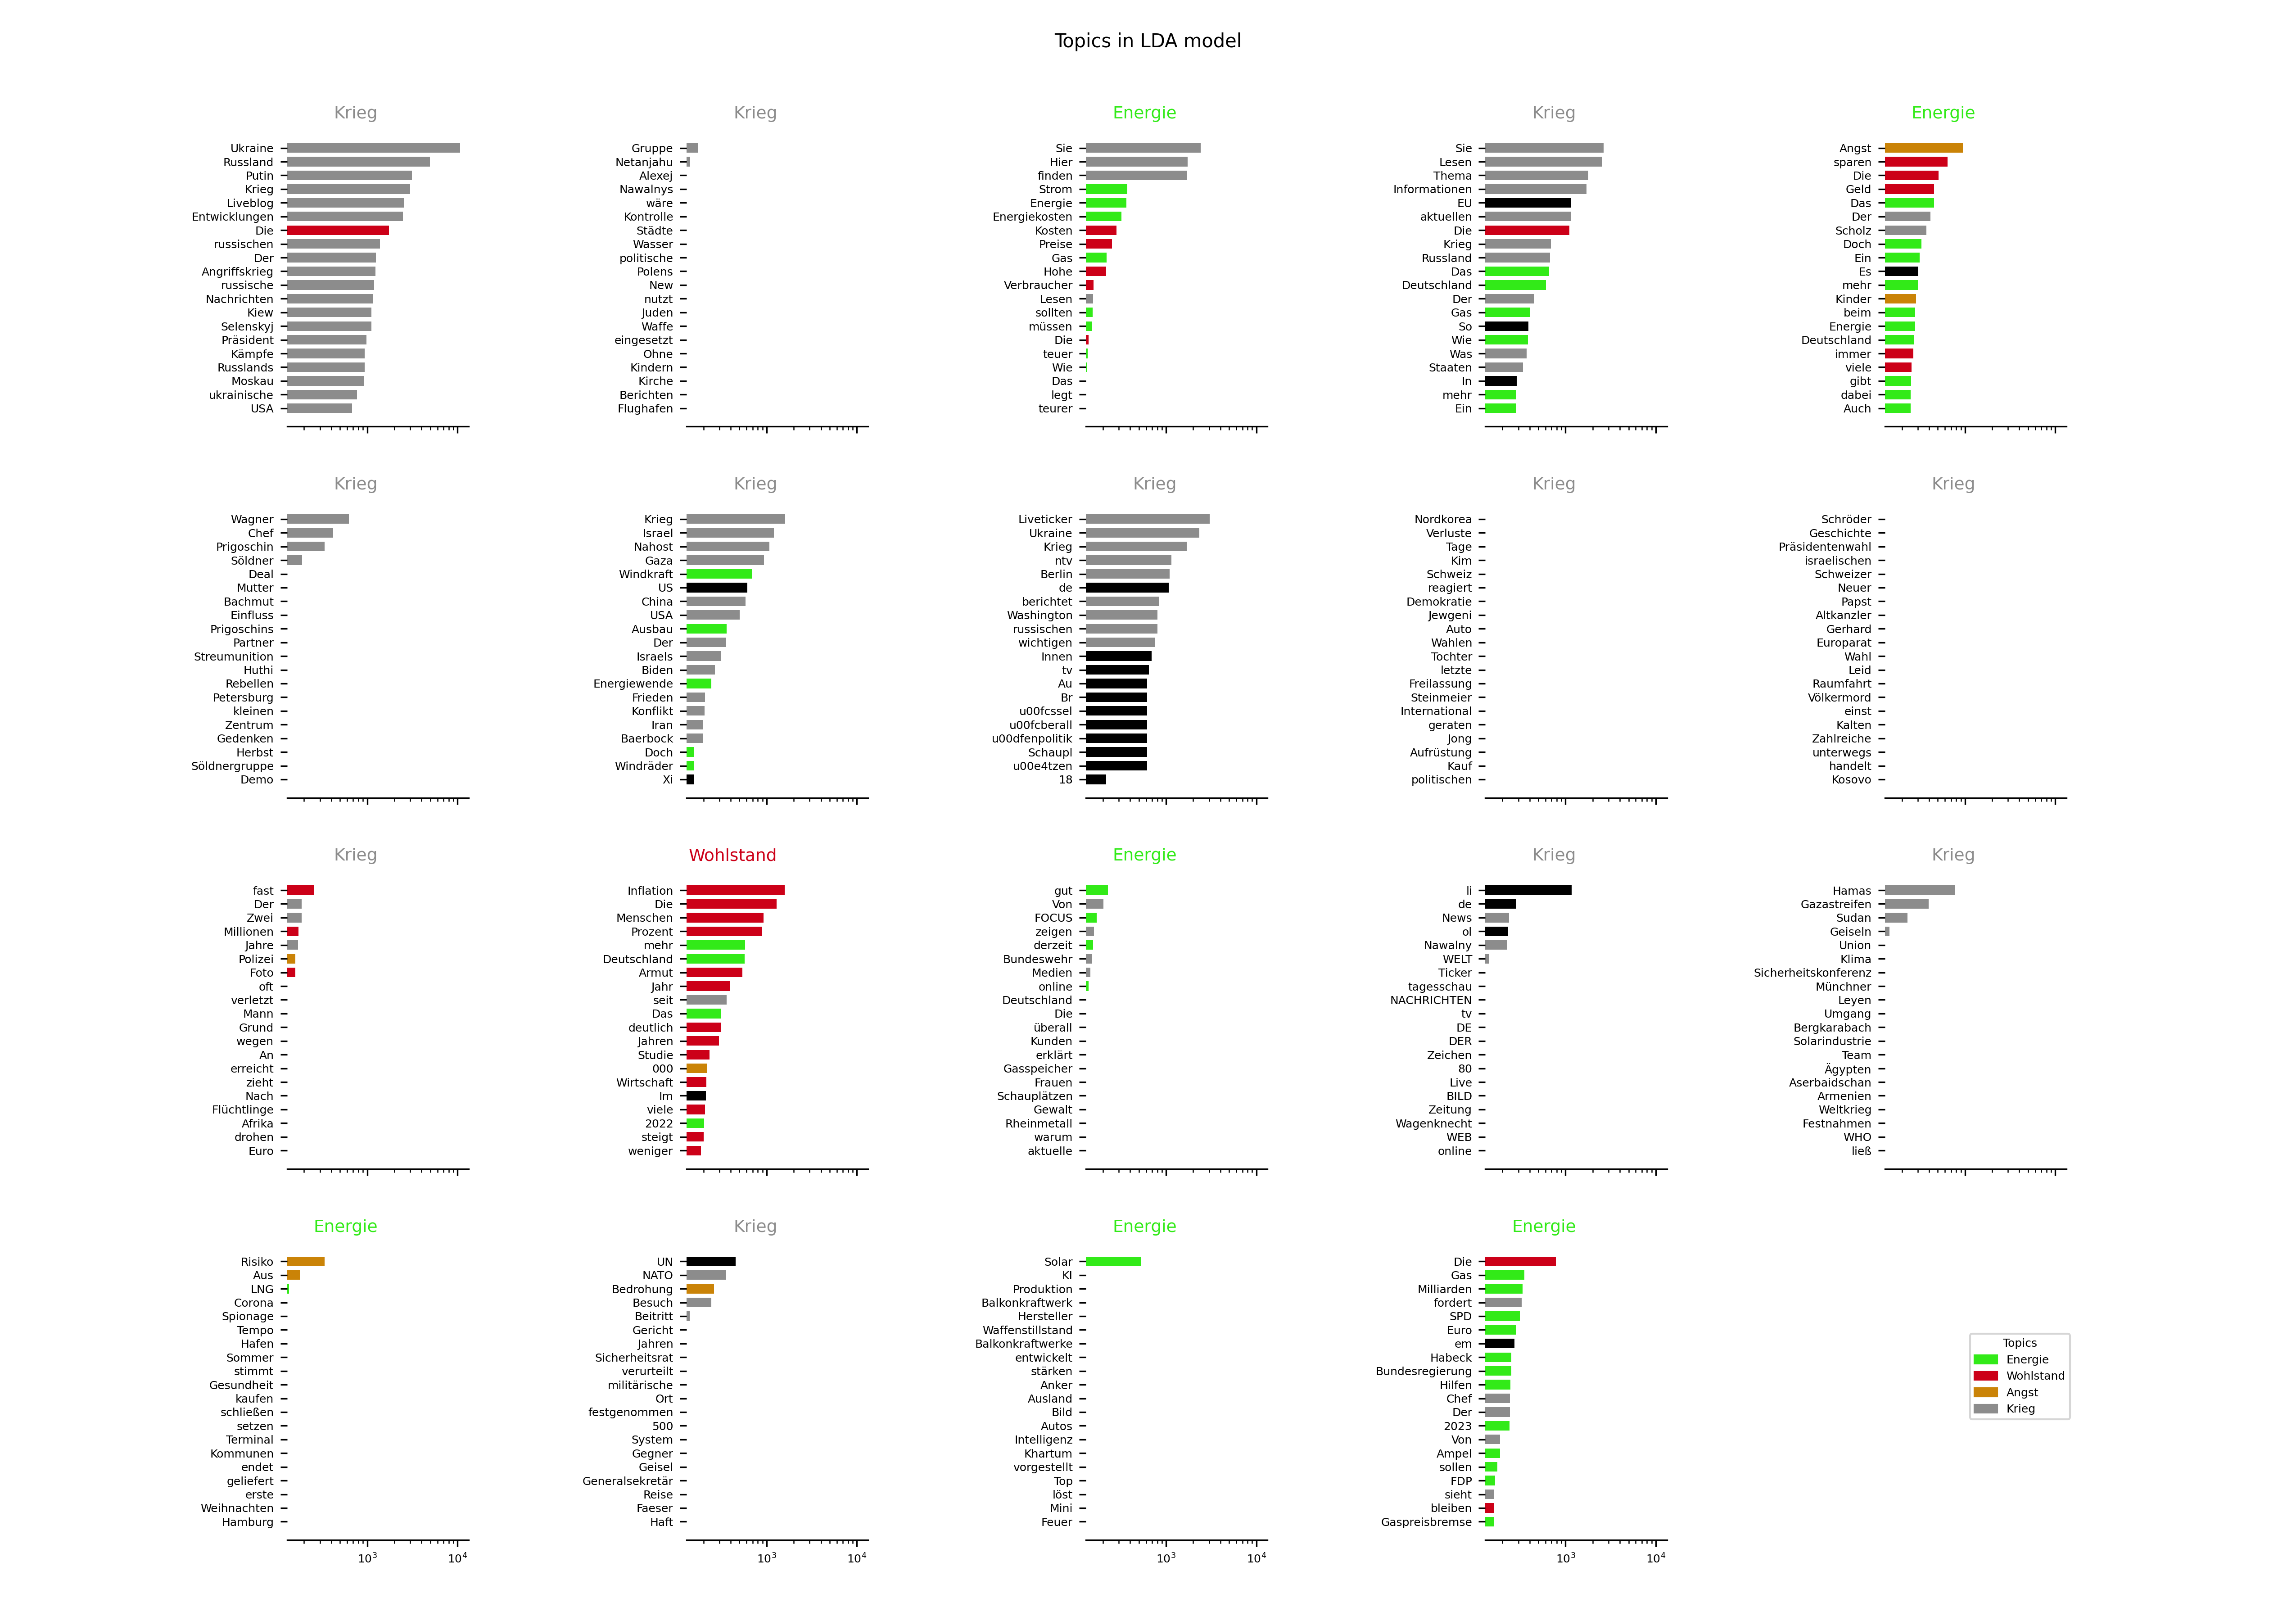 Topics in LDA model
Krieg
Ukraine
Russland
Putin
Krieg
Liveblog
Entwicklungen
Die
russischen
Der
Angriffskrieg
russische
Nachrichten
Kiew
Selenskyj
Präsident
Kämpfe
Russlands
Moskau
ukrainische
USA
Krieg
Gruppe
Netanjahu
Alexej
Nawalnys
wäre
Kontrolle
Städte
Wasser
politische
Polens
New
nutzt
Juden
Waffe
eingesetzt
Ohne
Kindern
Kirche
Berichten
Flughafen
Energie
Sie
Hier
finden
Strom
Energie
Energiekosten
Kosten
Preise
Gas
Hohe
Verbraucher
Lesen
sollten
müssen
Die
teuer
Wie
Das
legt
teurer
Krieg
Sie
Lesen
Thema
Informationen
EU
aktuellen
Die
Krieg
Russland
Das
Deutschland
Der
Gas
So
Wie
Was
Staaten
In
mehr
Ein
Energie
Angst
sparen
Die
Geld
Das
Der
Scholz
Doch
Ein
Es
mehr
Kinder
beim
Energie
Deutschland
immer
viele
gibt
dabei
Auch
Krieg
Wagner
Chef
Prigoschin
Söldner
Deal
Mutter
Bachmut
Einfluss
Prigoschins
Partner
Streumunition
Huthi
Rebellen
Petersburg
kleinen
Zentrum
Gedenken
Herbst
Söldnergruppe
Demo
Krieg
Krieg
Israel
Nahost
Gaza
Windkraft
US
China
USA
Ausbau
Der
Israels
Biden
Energiewende
Frieden
Konflikt
Iran
Baerbock
Doch
Windräder
Xi
Krieg
Liveticker
Ukraine
Krieg
ntv
Berlin
de
berichtet
Washington
russischen
wichtigen
Innen
tv
Au
Br
u00fcssel
u00fcberall
u00dfenpolitik
Schaupl
u00e4tzen
18
Krieg
Nordkorea
Verluste
Tage
Kim
Schweiz
reagiert
Demokratie
Jewgeni
Auto
Wahlen
Tochter
letzte
Freilassung
Steinmeier
International
geraten
Jong
Aufrüstung
Kauf
politischen
Krieg
Schröder
Geschichte
Präsidentenwahl
israelischen
Schweizer
Neuer
Papst
Altkanzler
Gerhard
Europarat
Wahl
Leid
Raumfahrt
Völkermord
einst
Kalten
Zahlreiche
unterwegs
handelt
Kosovo
Krieg
fast
Der
Zwei
Millionen
Jahre
Polizei
Foto
oft
verletzt
Mann
Grund
wegen
An
erreicht
zieht
Nach
Flüchtlinge
Afrika
drohen
Euro
Wohlstand
Inflation
Die
Menschen
Prozent
mehr
Deutschland
Armut
Jahr
seit
Das
deutlich
Jahren
Studie
000
Wirtschaft
Im
viele
2022
steigt
weniger
Energie
gut
Von
FOCUS
zeigen
derzeit
Bundeswehr
Medien
online
Deutschland
Die
überall
Kunden
erklärt
Gasspeicher
Frauen
Schauplätzen
Gewalt
Rheinmetall
warum
aktuelle
Krieg
li
de
News
ol
Nawalny
WELT
Ticker
tagesschau
NACHRICHTEN
tv
DE
DER
Zeichen
80
Live
BILD
Zeitung
Wagenknecht
WEB
online
Krieg
Hamas
Gazastreifen
Sudan
Geiseln
Union
Klima
Sicherheitskonferenz
Münchner
Leyen
Umgang
Bergkarabach
Solarindustrie
Team
Ägypten
Aserbaidschan
Armenien
Weltkrieg
Festnahmen
WHO
ließ
Energie
Risiko
Aus
LNG
Corona
Spionage
Tempo
Hafen
Sommer
stimmt
Gesundheit
kaufen
schließen
setzen
Terminal
Kommunen
endet
geliefert
erste
Weihnachten
Hamburg
10³ 10⁴
Krieg
UN
NATO
Bedrohung
Besuch
Beitritt
Gericht
Jahren
Sicherheitsrat
verurteilt
militärische
Ort
festgenommen
500
System
Gegner
Geisel
Generalsekretär
Reise
Faeser
Haft
10³ 10⁴
Energie
Solar
KI
Produktion
Balkonkraftwerk
Hersteller
Waffenstillstand
Balkonkraftwerke
entwickelt
stärken
Anker
Ausland
Bild
Autos
Intelligenz
Khartum
vorgestellt
Top
löst
Mini
Feuer
10³ 10⁴
Energie
Die
Gas
Milliarden
fordert
SPD
Euro
em
Habeck
Bundesregierung
Hilfen
Chef
Der
2023
Von
Ampel
sollen
FDP
sieht
bleiben
Gaspreisbremse
10³ 10⁴
Topics
Energie
Wohlstand
Angst
Krieg